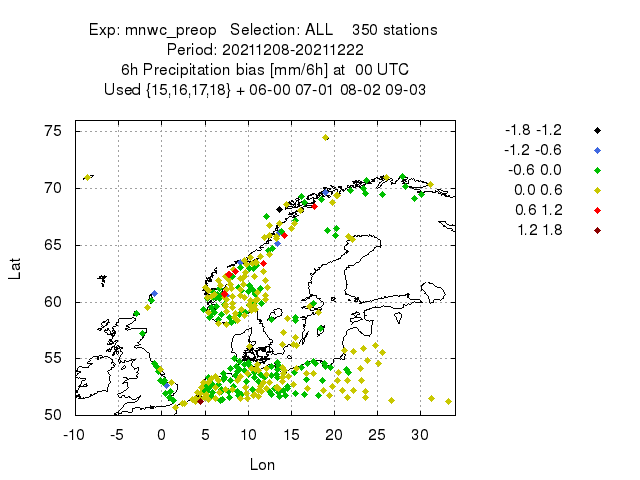 Exp: mnwc_preop   Selection: ALL    350 stations
Period: 20211208-20211222
6h Precipitation bias [mm/6h] at  00 UTC
Used {15,16,17,18} + 06-00 07-01 08-02 09-03
-1.8 -1.2
-1.2 -0.6
-0.6 0.0
0.0 0.6
0.6 1.2
1.2 1.8
75
70
65
60
55
50
Lat
-10 -5 0 5 10 15 20 25 30
Lon